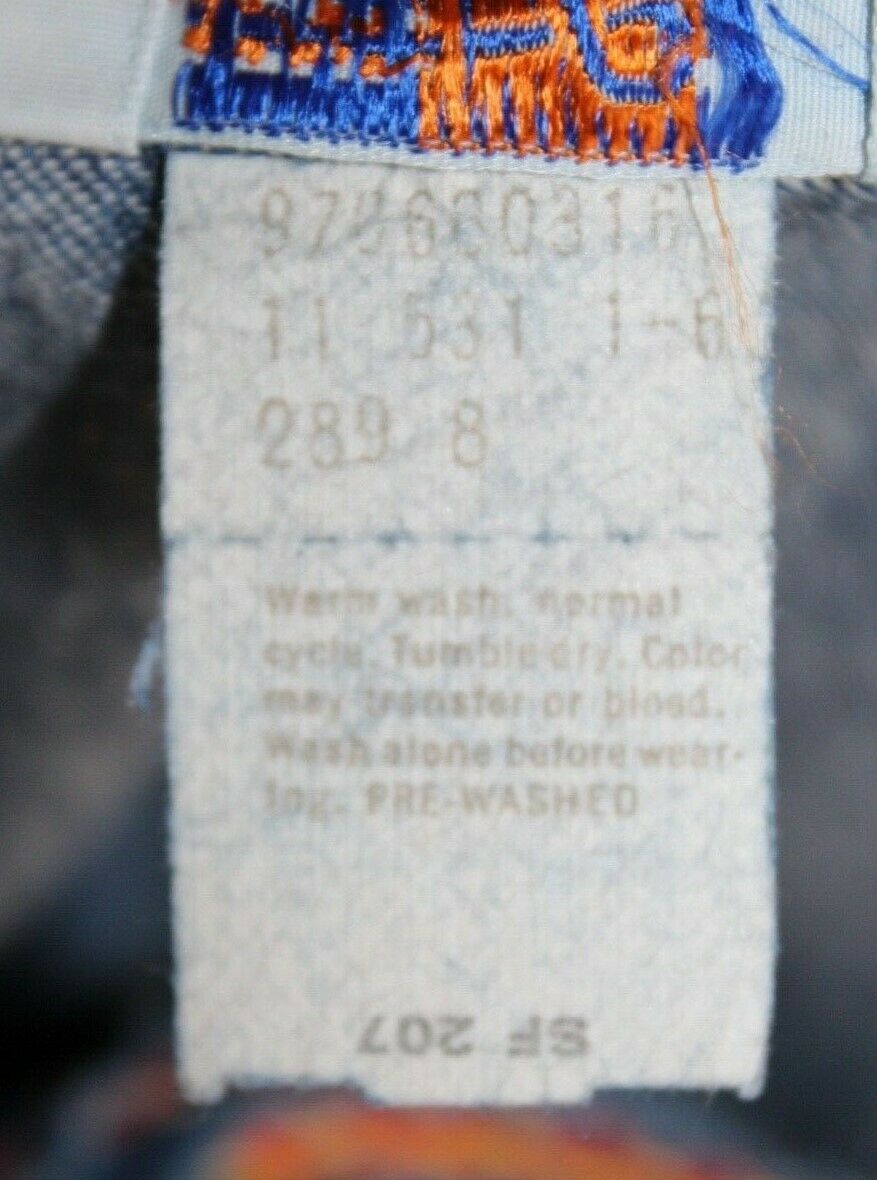 11 531 1-6
289 8
Warm wash. normal
cycle. Tumble dry. Color
may transfer or bleed.
Wash alone before wear-
ing. PRE-WASHED
SF 207